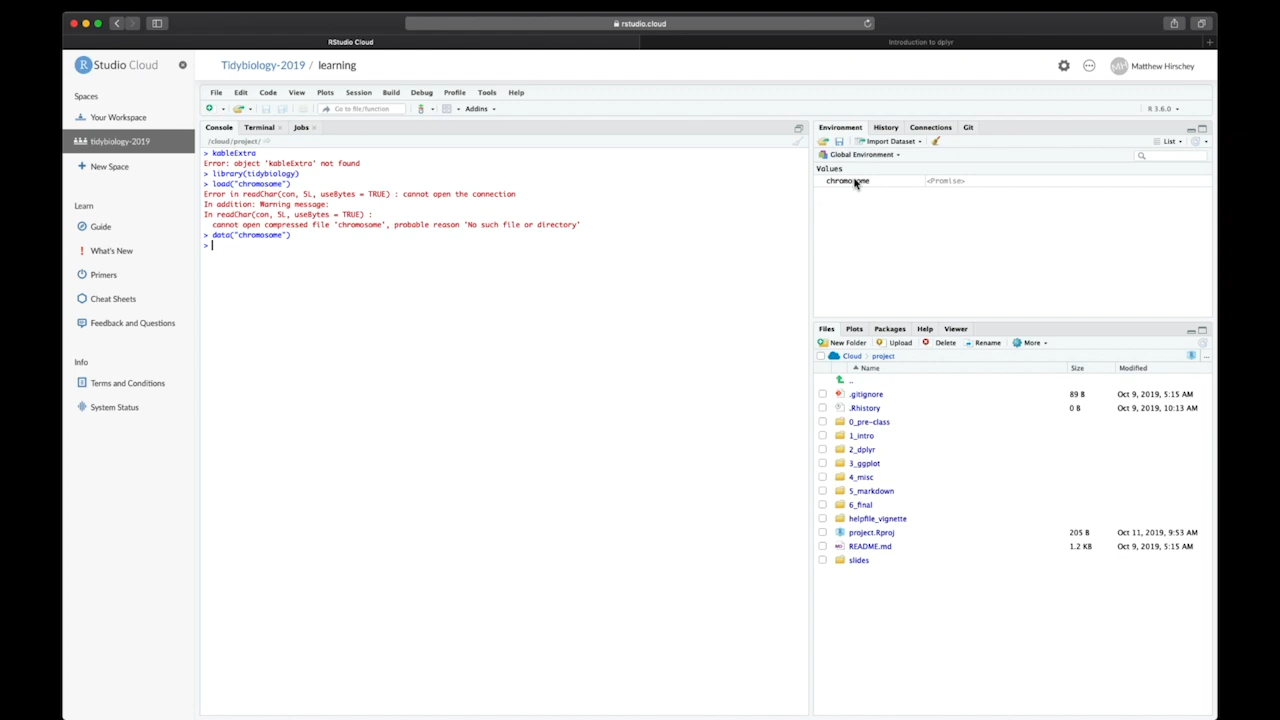 rstudio.cloud
RStudio Cloud
Introduction to dplyr
R Studio Cloud
Tidybiology-2019 / learning
MH Matthew Hirschey
Spaces
Your Workspace
tidybiology-2019
New Space
Learn
Guide
What's New
Primers
Cheat Sheets
Feedback and Questions
Info
Terms and Conditions
System Status
File Edit Code View Plots Session Build Debug Profile Tools Help
Go to file/function Addins
R 3.6.0
Console Terminal Jobs
/cloud/project/
> kableExtra
Error: object 'kableExtra' not found
> library(tidybiology)
> load("chromosome")
Error in readChar(con, 5L, useBytes = TRUE) : cannot open the connection
In addition: Warning message:
In readChar(con, 5L, useBytes = TRUE) :
cannot open compressed file 'chromosome', probable reason 'No such file or directory'
> data("chromosome")
>
Environment History Connections Git
Import Dataset List
Global Environment
Values
chromosome <Promise>
Files Plots Packages Help Viewer
New Folder Upload Delete Rename More
Cloud project
Name Size Modified
..
.gitignore 89 B Oct 9, 2019, 5:15 AM
.Rhistory 0 B Oct 9, 2019, 10:13 AM
0_pre-class
1_intro
2_dplyr
3_ggplot
4_misc
5_markdown
6_final
helpfile_vignette
project.Rproj 205 B Oct 11, 2019, 9:53 AM
README.md 1.2 KB Oct 9, 2019, 5:15 AM
slides